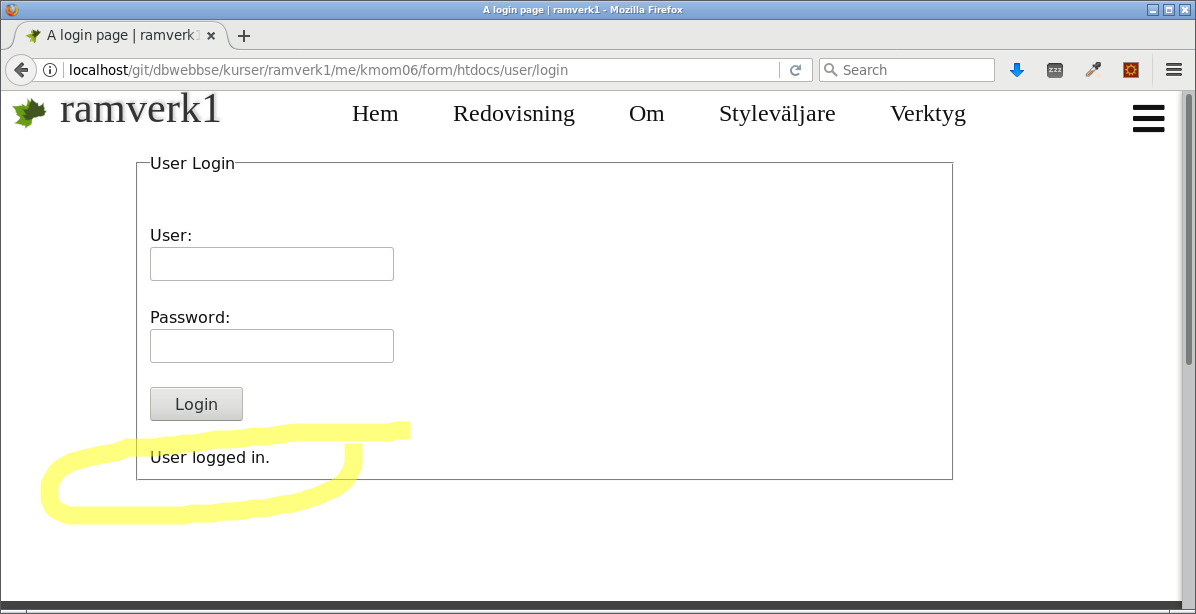 A login page | ramverk1 - Mozilla Firefox
A login page | ramverk1
localhost/git/dbwebbse/kurser/ramverk1/me/kmom06/form/htdocs/user/login
Search
zzz
ramverk1
Hem Redovisning Om Styleväljare Verktyg
User Login
User:
Password:
Login
User logged in.